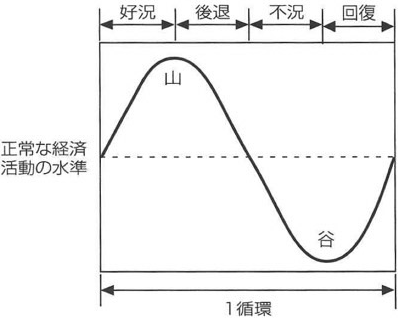 好況 後退 不況 回復
山
正常な経済
活動の水準
谷
1循環